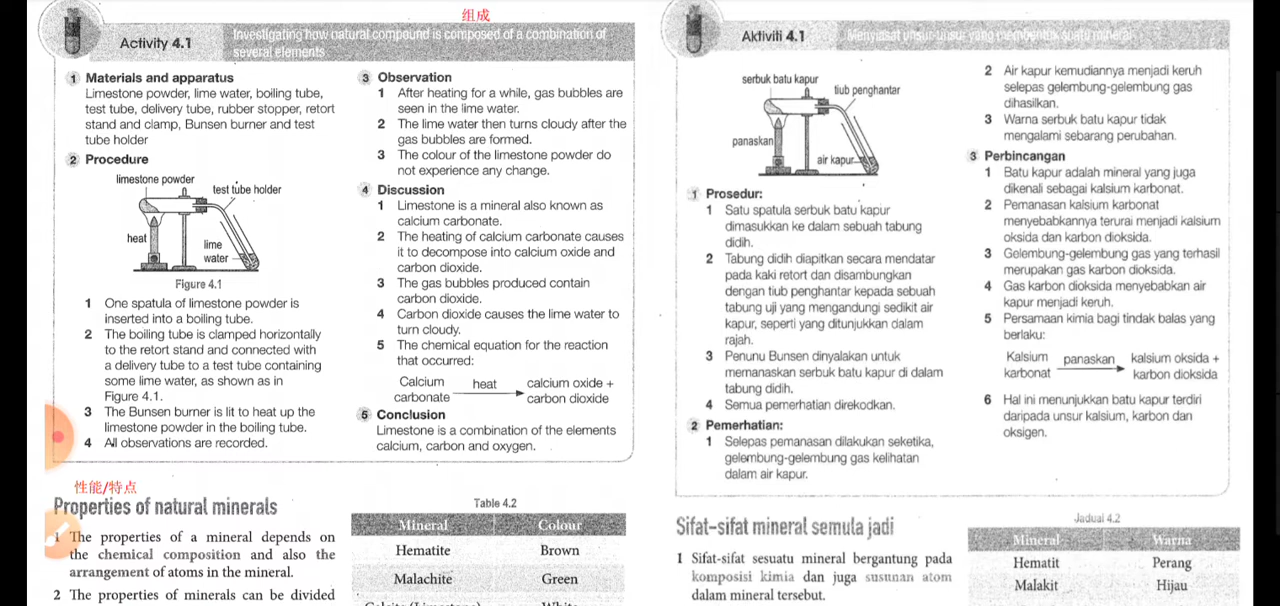 组成
Activity 4.1
Investigating how natural compound is composed of a combination of
several elements
1 Materials and apparatus
Limestone powder, lime water, boiling tube,
test tube, delivery tube, rubber stopper, retort
stand and clamp, Bunsen burner and test
tube holder
2 Procedure
limestone powder
test tube holder
heat
lime
water
Figure 4.1
1 One spatula of limestone powder is
inserted into a boiling tube.
2 The boiling tube is clamped horizontally
to the retort stand and connected with
a delivery tube to a test tube containing
some lime water, as shown as in
Figure 4.1.
3 The Bunsen burner is lit to heat up the
limestone powder in the boiling tube.
4 All observations are recorded.
3 Observation
1 After heating for a while, gas bubbles are
seen in the lime water.
2 The lime water then turns cloudy after the
gas bubbles are formed.
3 The colour of the limestone powder do
not experience any change.
4 Discussion
1 Limestone is a mineral also known as
calcium carbonate.
2 The heating of calcium carbonate causes
it to decompose into calcium oxide and
carbon dioxide.
3 The gas bubbles produced contain
carbon dioxide.
4 Carbon dioxide causes the lime water to
turn cloudy.
5 The chemical equation for the reaction
that occurred:
Calcium heat calcium oxide +
carbonate carbon dioxide
5 Conclusion
Limestone is a combination of the elements
calcium, carbon and oxygen.
性能/特点
Properties of natural minerals
1 The properties of a mineral depends on
the chemical composition and also the
arrangement of atoms in the mineral.
2 The properties of minerals can be divided
Table 4.2
Mineral Colour
Hematite Brown
Malachite Green
Calcite (Limestone) White
Aktiviti 4.1
Menyiasat unsur-unsur yang membentuk suatu mineral
serbuk batu kapur
tiub penghantar
panaskan
air kapur
1 Prosedur:
1 Satu spatula serbuk batu kapur
dimasukkan ke dalam sebuah tabung
didih.
2 Tabung didih diapitkan secara mendatar
pada kaki retort dan disambungkan
dengan tiub penghantar kepada sebuah
tabung uji yang mengandungi sedikit air
kapur, seperti yang ditunjukkan dalam
rajah.
3 Penunu Bunsen dinyalakan untuk
memanaskan serbuk batu kapur di dalam
tabung didih.
4 Semua pemerhatian direkodkan.
2 Pemerhatian:
1 Selepas pemanasan dilakukan seketika,
gelembung-gelembung gas kelihatan
dalam air kapur.
2 Air kapur kemudiannya menjadi keruh
selepas gelembung-gelembung gas
dihasilkan.
3 Warna serbuk batu kapur tidak
mengalami sebarang perubahan.
3 Perbincangan
1 Batu kapur adalah mineral yang juga
dikenali sebagai kalsium karbonat.
2 Pemanasan kalsium karbonat
menyebabkannya terurai menjadi kalsium
oksida dan karbon dioksida.
3 Gelembung-gelembung gas yang terhasil
merupakan gas karbon dioksida.
4 Gas karbon dioksida menyebabkan air
kapur menjadi keruh.
5 Persamaan kimia bagi tindak balas yang
berlaku:
Kalsium panaskan kalsium oksida +
karbonat karbon dioksida
6 Hal ini menunjukkan batu kapur terdiri
daripada unsur kalsium, karbon dan
oksigen.
Sifat-sifat mineral semula jadi
1 Sifat-sifat sesuatu mineral bergantung pada
komposisi kimia dan juga susunan atom
dalam mineral tersebut.
Jadual 4.2
Mineral Warna
Hematit Perang
Malakit Hijau